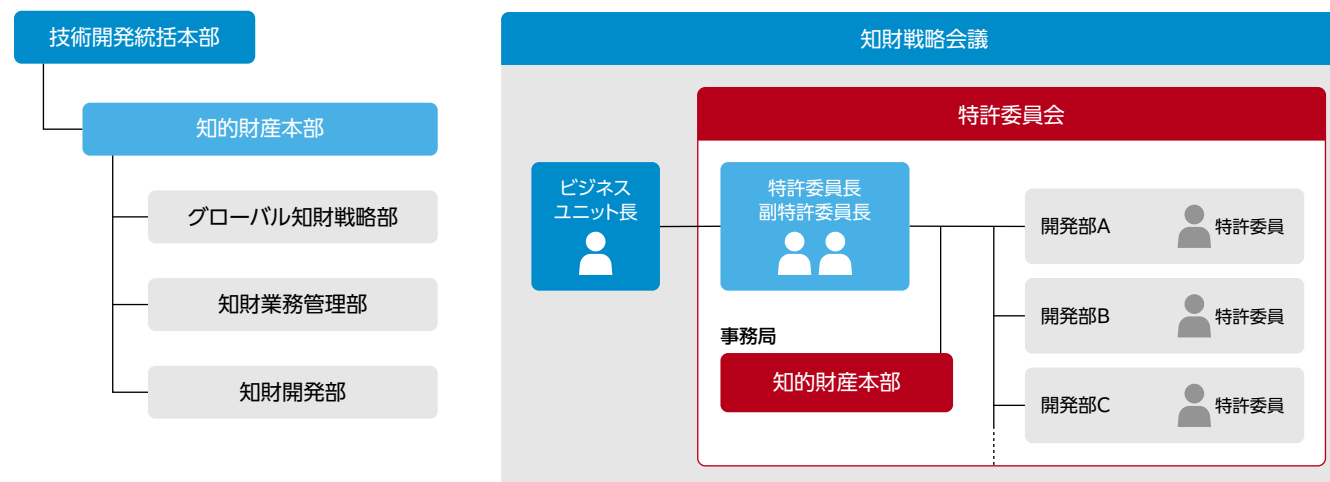 技術開発統括本部
知的財産本部
グローバル知財戦略部
知財業務管理部
知財開発部
知財戦略会議
特許委員会
ビジネス
ユニット長
特許委員長
副特許委員長
事務局
知的財産本部
開発部A
特許委員
開発部B
特許委員
開発部C
特許委員